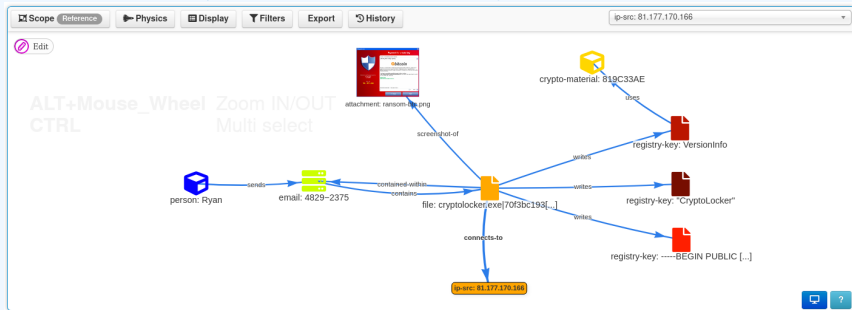 Scope Reference Physics Display Filters Export History
ip-src: 81.177.170.166
Edit
ALT+Mouse_Wheel Zoom IN/OUT
CTRL Multi select
attachment: ransom-btc.png
crypto-material: 819C33AE
uses
screenshot-of
registry-key: VersionInfo
writes
person: Ryan
sends
email: 4829~2375
contained-within
contains
file: cryptolocker.exe|70f3bc193[...]
writes
registry-key: "CryptoLocker"
writes
registry-key: -----BEGIN PUBLIC [...]
connects-to
ip-src: 81.177.170.166
?